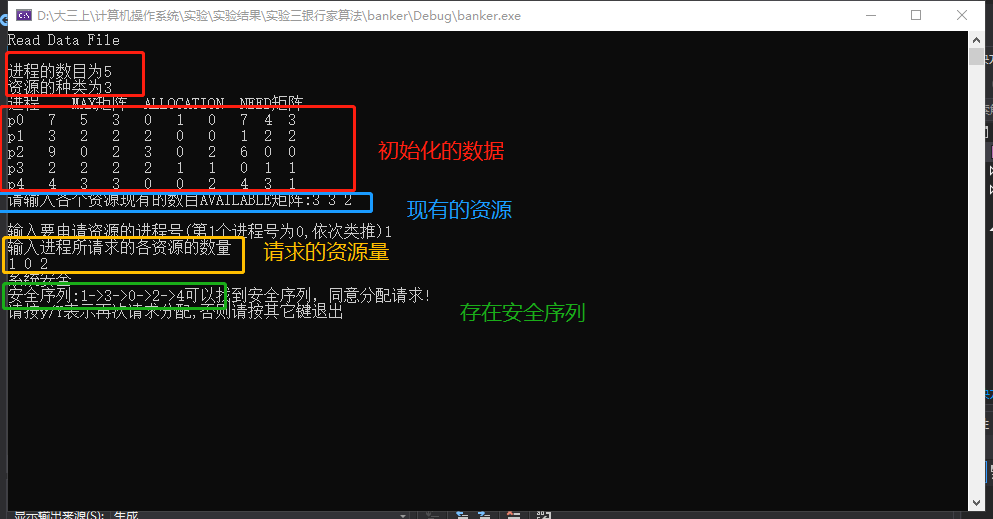 D:\大三上\计算机操作系统\实验\实验结果\实验三银行家算法\banker\Debug\banker.exe
Read Data File
进程的数目为5
资源的种类为3
进程 MAX矩阵 ALLOCATION NEED矩阵
p0 7 5 3 0 1 0 7 4 3
p1 3 2 2 2 0 0 1 2 2
p2 9 0 2 3 0 2 6 0 0
p3 2 2 2 2 1 1 0 1 1
p4 4 3 3 0 0 2 4 3 1
初始化的数据
请输入各个资源现有的数目AVAILABLE矩阵:3 3 2
现有的资源
输入要申请资源的进程号(第1个进程号为0,依次类推)1
输入进程所请求的各资源的数量
1 0 2
请求的资源量
系统安全
安全序列:1->3->0->2->4可以找到安全序列，同意分配请求!
请按y/Y表示再次请求分配,否则请按其它键退出
存在安全序列
显示输出来源(S): 生成